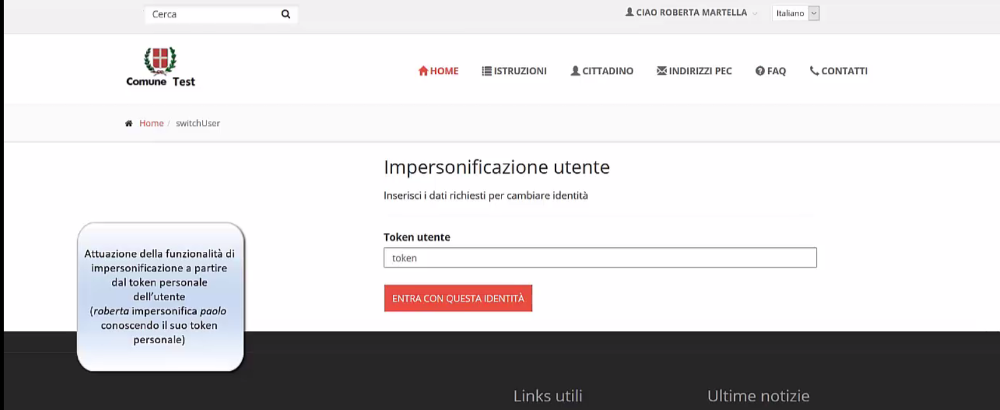 Cerca
CIAO ROBERTA MARTELLA
Italiano
Comune Test
HOME
ISTRUZIONI
CITTADINO
INDIRIZZI PEC
FAQ
CONTATTI
Home / switchUser
Impersonificazione utente
Inserisci i dati richiesti per cambiare identità
Token utente
token
ENTRA CON QUESTA IDENTITÀ
Attuazione della funzionalità di
impersonificazione a partire
dal token personale
dell’utente
(roberta impersonifica paolo
conoscendo il suo token
personale)
Links utili
Ultime notizie